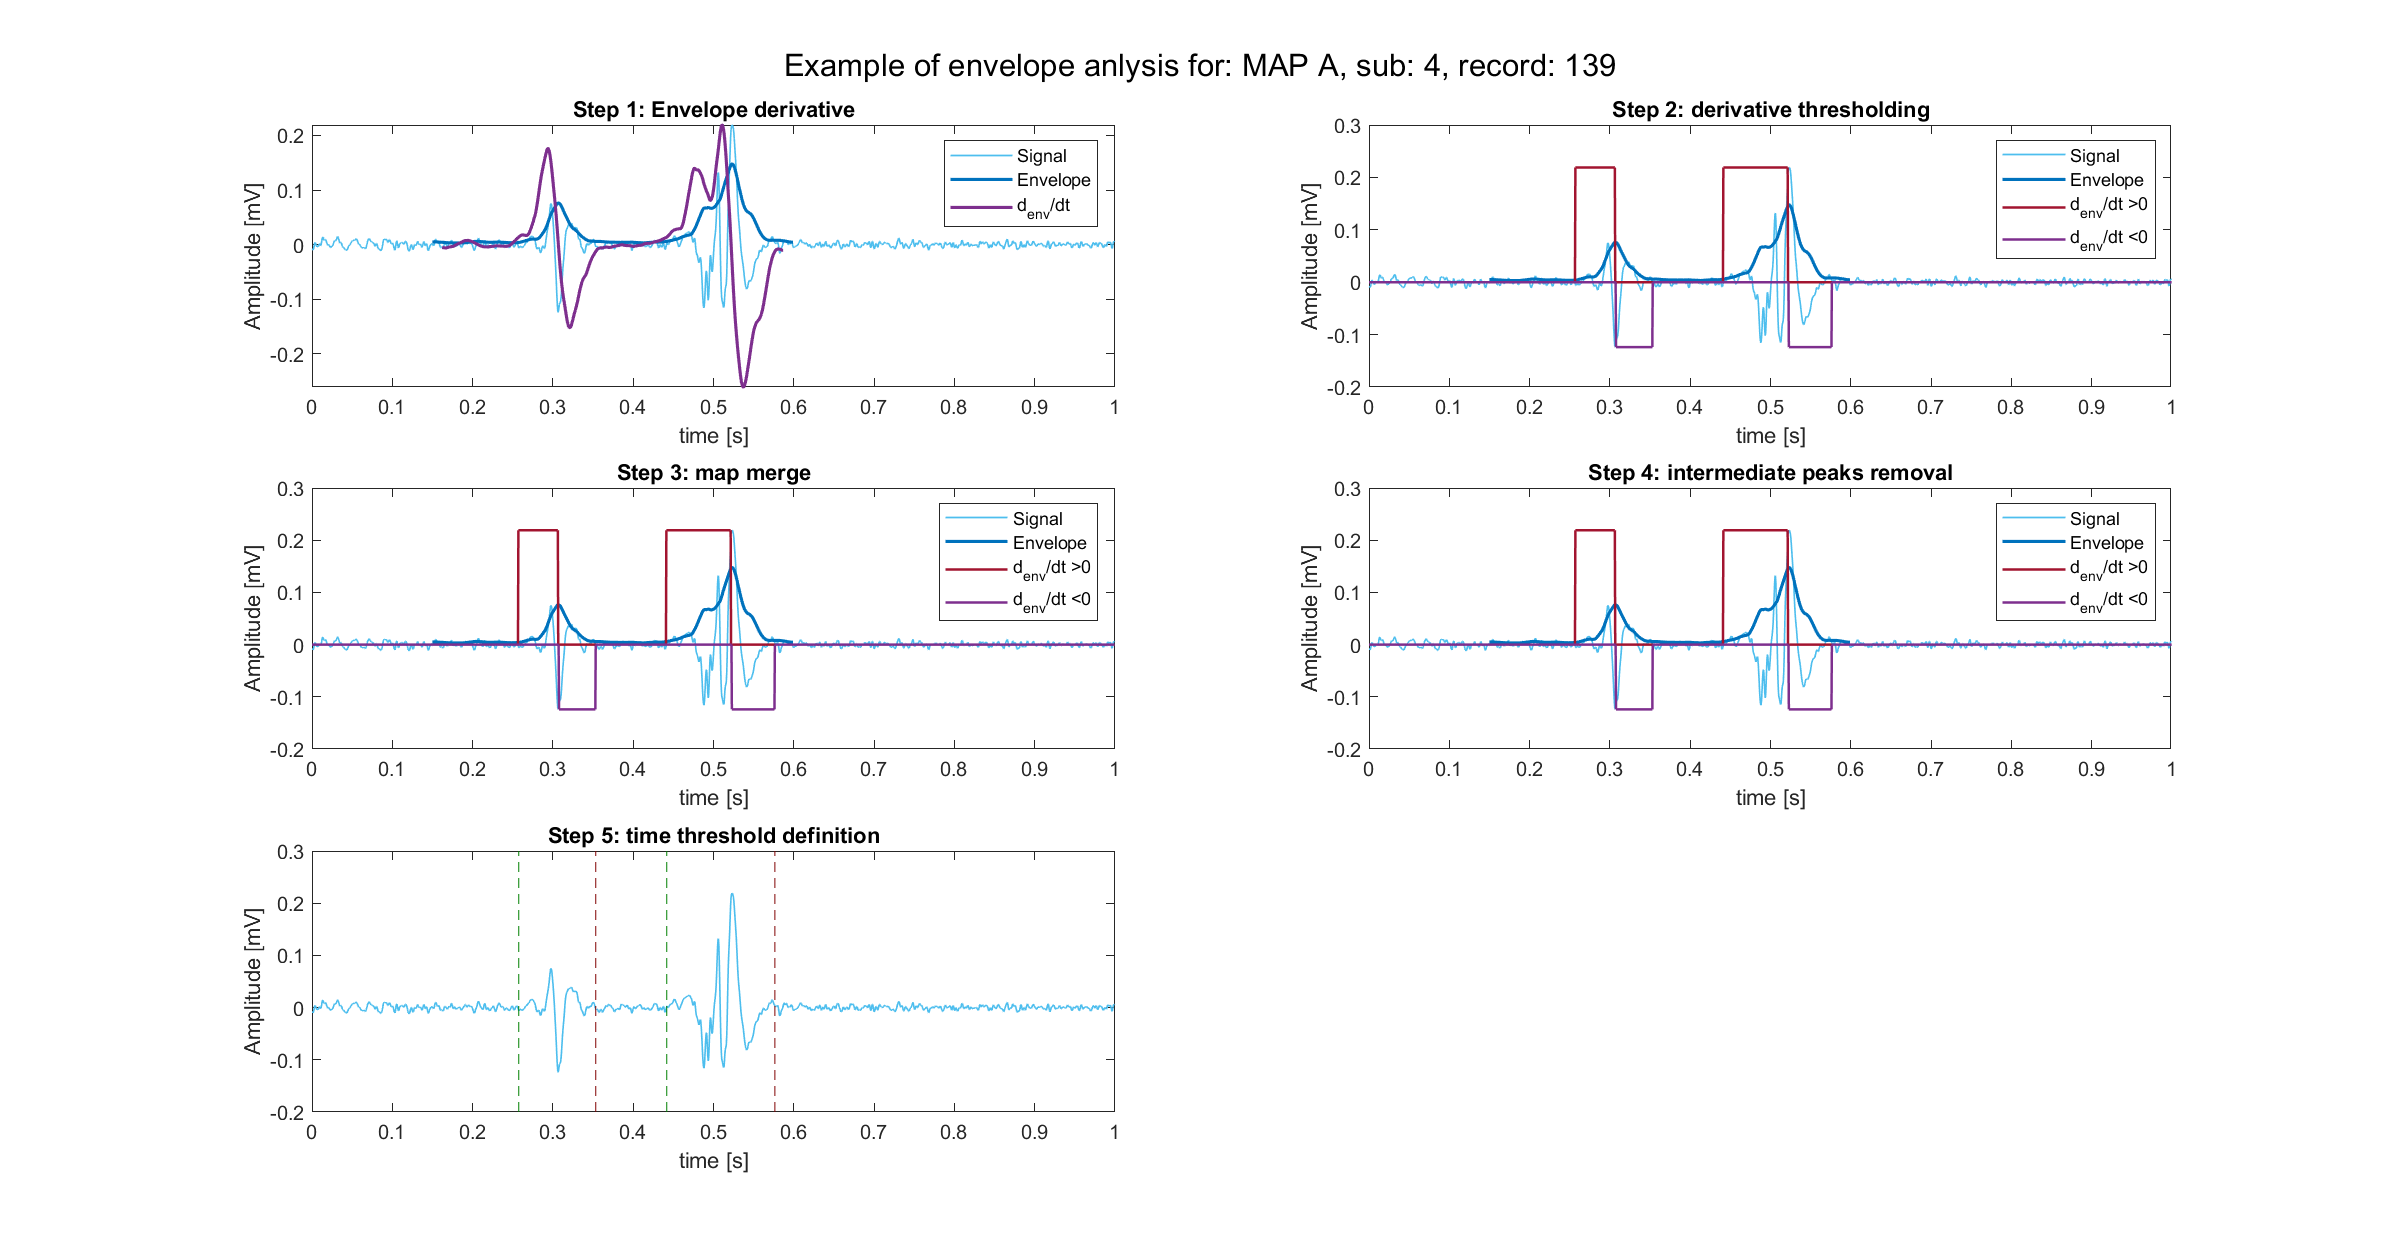 Example of envelope anlysis for: MAP A, sub: 4, record: 139
Step 1: Envelope derivative
0.2
0.1
0
-0.1
-0.2
Amplitude [mV]
Signal
Envelope
d_env/dt
0 0.1 0.2 0.3 0.4 0.5 0.6 0.7 0.8 0.9 1
time [s]
Step 2: derivative thresholding
0.3
0.2
0.1
0
-0.1
-0.2
Amplitude [mV]
Signal
Envelope
d_env/dt >0
d_env/dt <0
0 0.1 0.2 0.3 0.4 0.5 0.6 0.7 0.8 0.9 1
time [s]
Step 3: map merge
0.3
0.2
0.1
0
-0.1
-0.2
Amplitude [mV]
Signal
Envelope
d_env/dt >0
d_env/dt <0
0 0.1 0.2 0.3 0.4 0.5 0.6 0.7 0.8 0.9 1
time [s]
Step 4: intermediate peaks removal
0.3
0.2
0.1
0
-0.1
-0.2
Amplitude [mV]
Signal
Envelope
d_env/dt >0
d_env/dt <0
0 0.1 0.2 0.3 0.4 0.5 0.6 0.7 0.8 0.9 1
time [s]
Step 5: time threshold definition
0.3
0.2
0.1
0
-0.1
-0.2
Amplitude [mV]
0 0.1 0.2 0.3 0.4 0.5 0.6 0.7 0.8 0.9 1
time [s]